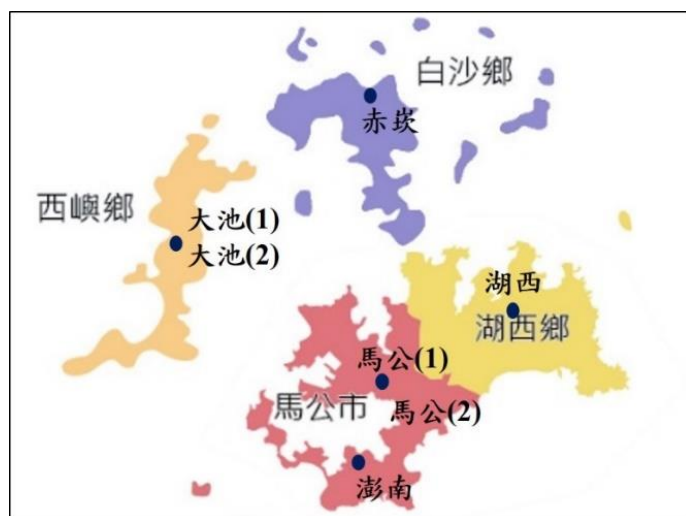 白沙鄉
赤崁
西嶼鄉
大池(1)
大池(2)
湖西
湖西鄉
馬公(1)
馬公市
馬公(2)
澎南